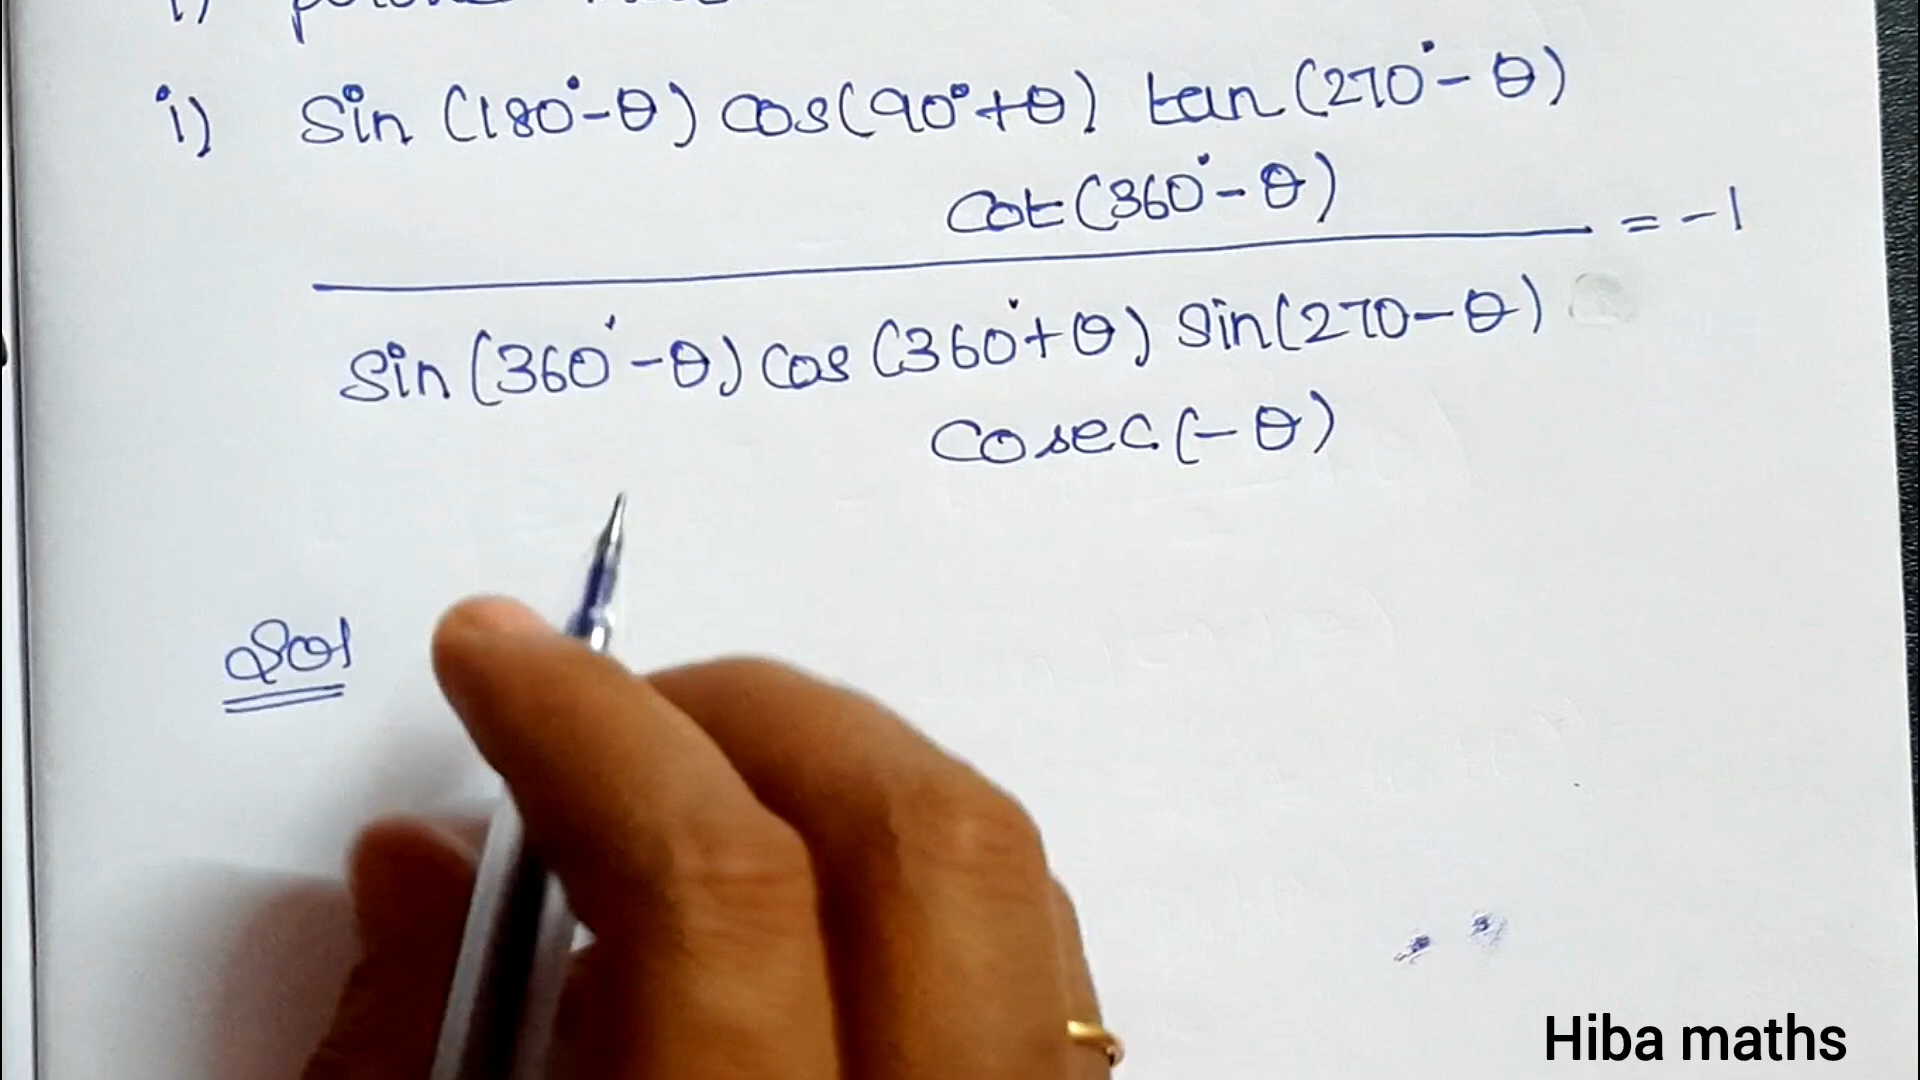 i) Sin (180°-θ) cos(90°+θ) tan (270°-θ)
Cot(360°-θ)
= -1
Sin (360°-θ) cos (360°+θ) Sin(270-θ)
Cosec(-θ)
Sol
Hiba maths